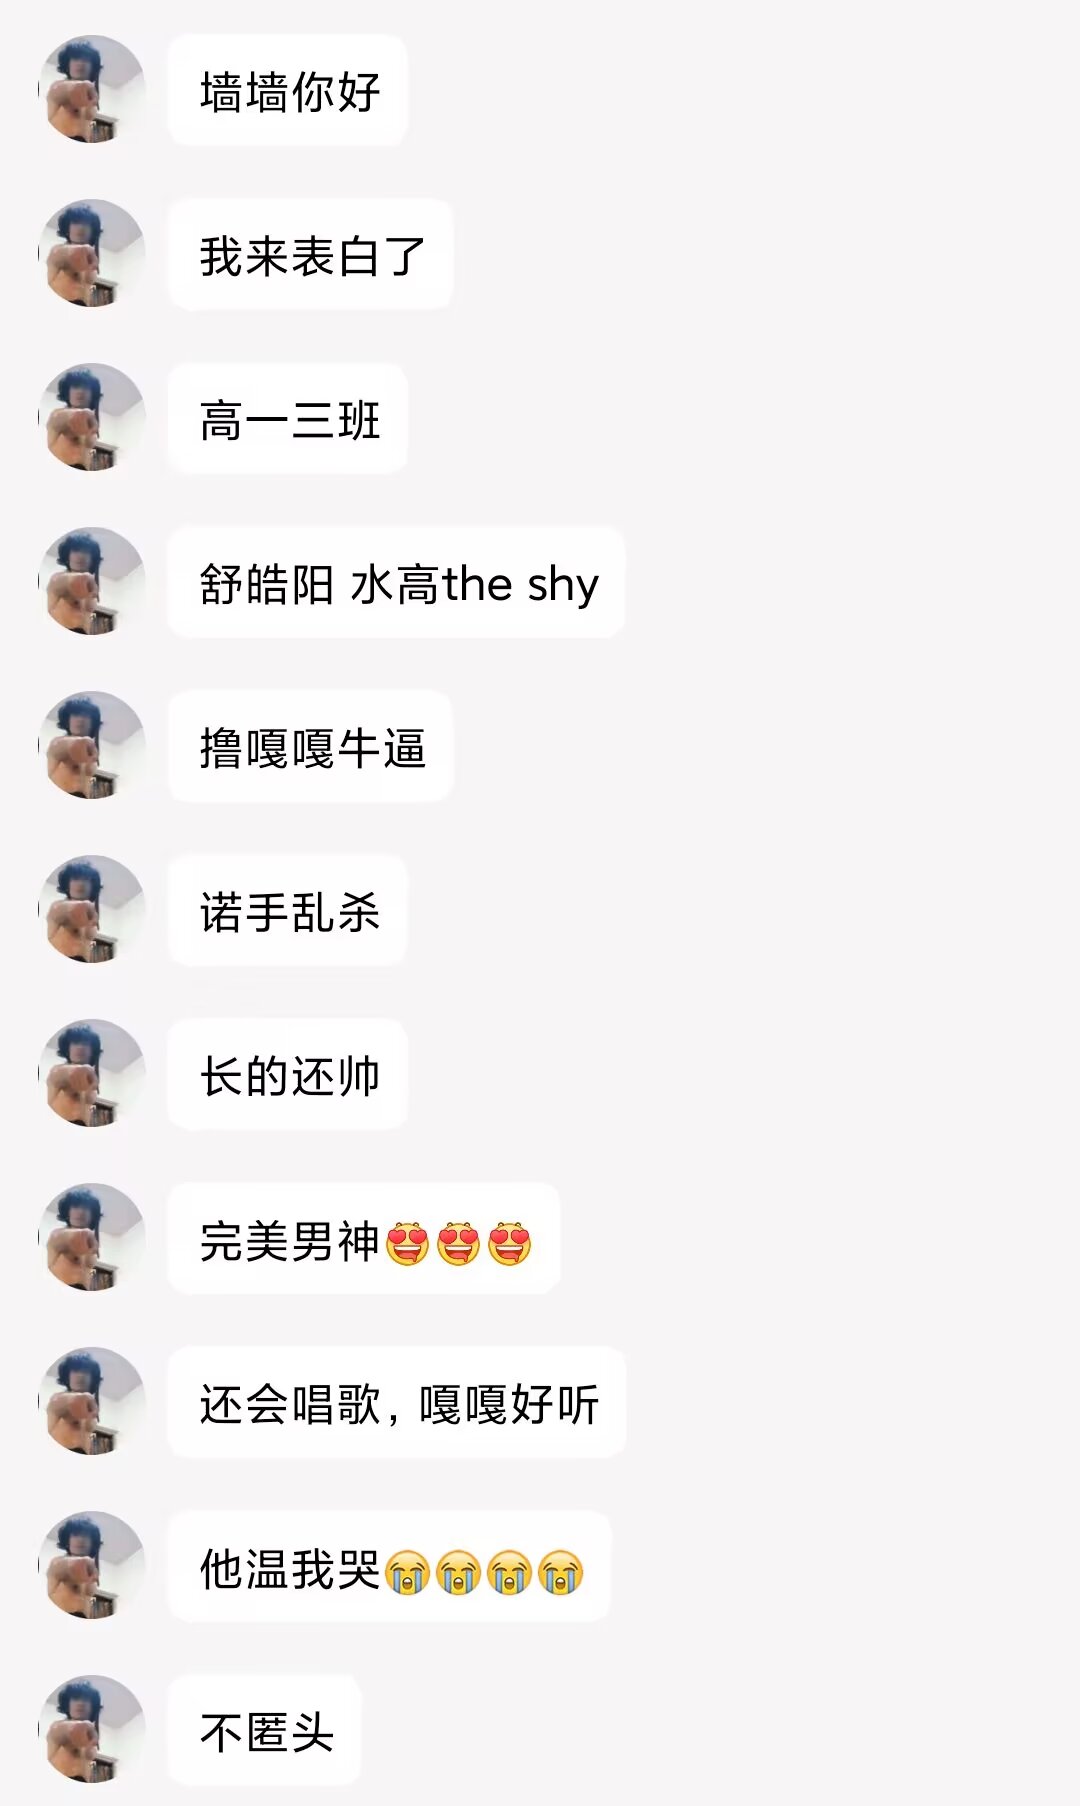 墙墙你好
我来表白了
高一三班
舒皓阳 水高the shy
撸嘎嘎牛逼
诺手乱杀
长的还帅
完美男神😍😍😍
还会唱歌，嘎嘎好听
他温我哭😭😭😭😭
不匿头